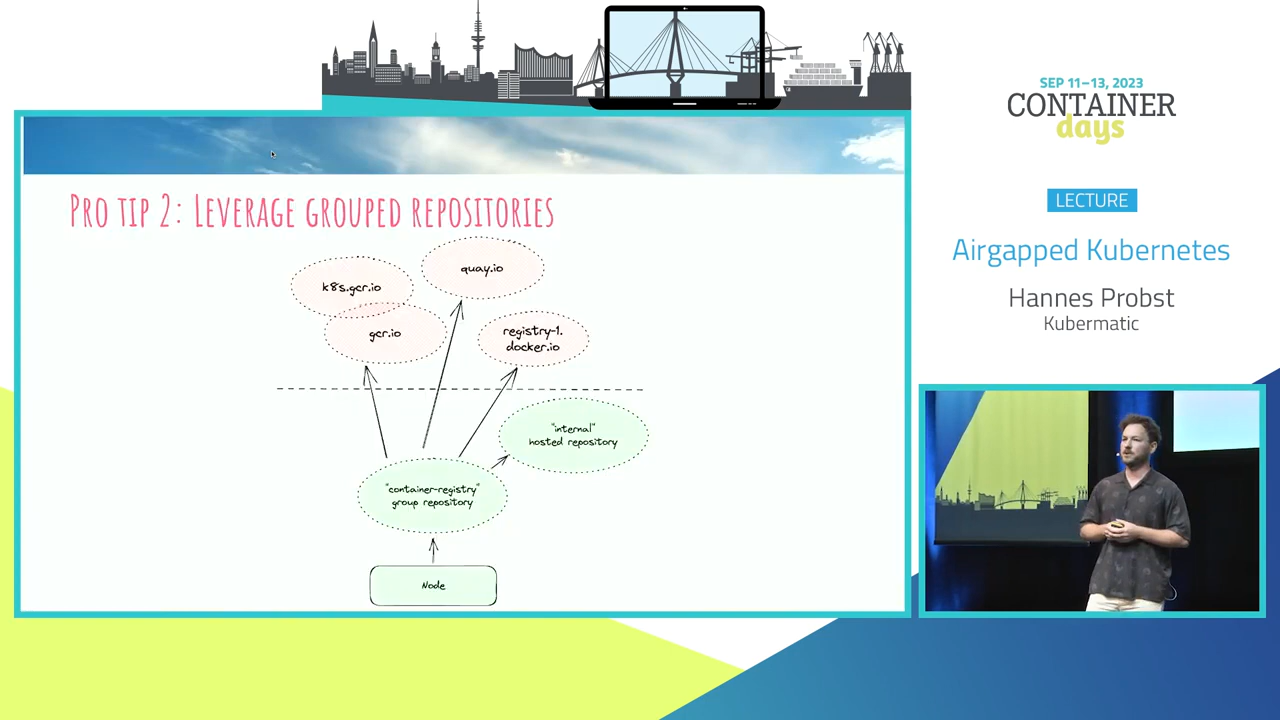 SEP 11–13, 2023
CONTAINER
days
LECTURE
Airgapped Kubernetes
Hannes Probst
Kubermatic
Pro tip 2: Leverage grouped repositories
quay.io
k8s.gcr.io
gcr.io
registry-1.
docker.io
"internal"
hosted repository
"container-registry"
group repository
Node